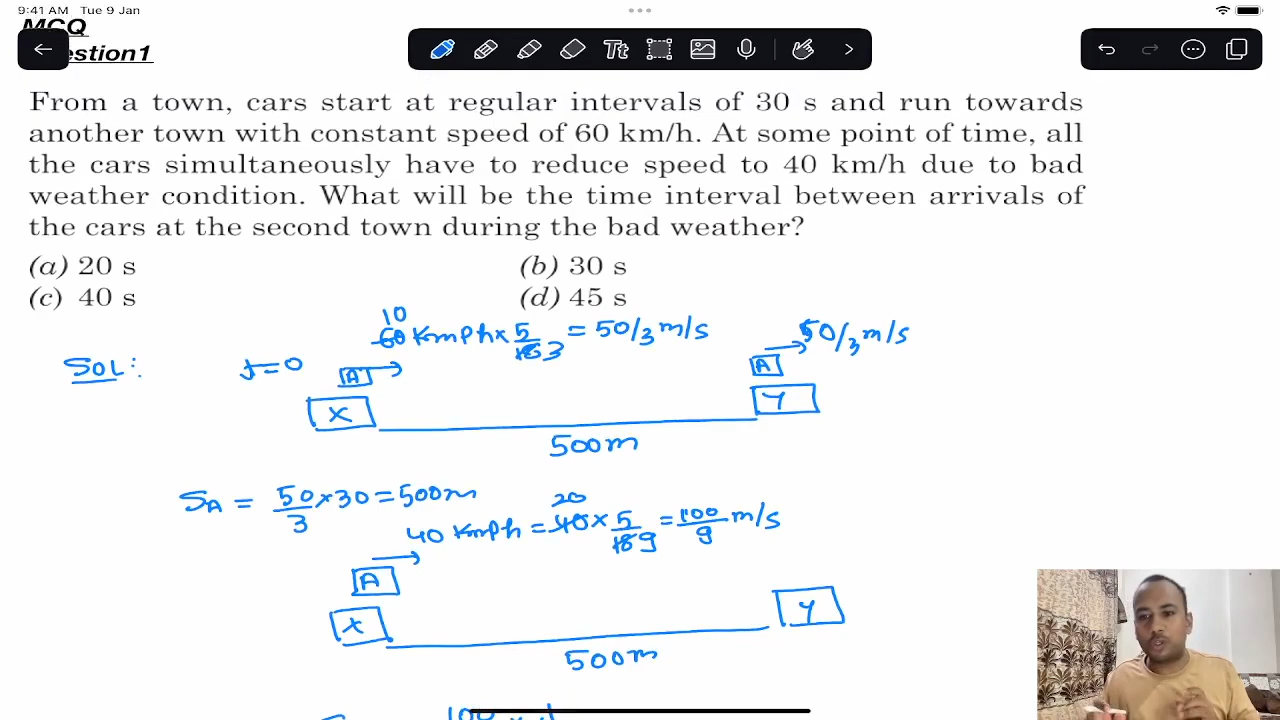 9:41 AM Tue 9 Jan
MCQ
estion1
Tt
From a town, cars start at regular intervals of 30 s and run towards
another town with constant speed of 60 km/h. At some point of time, all
the cars simultaneously have to reduce speed to 40 km/h due to bad
weather condition. What will be the time interval between arrivals of
the cars at the second town during the bad weather?
(a) 20 s (b) 30 s
(c) 40 s (d) 45 s
SOL: t=0
10
60 Kmph × 5/18 3 = 50/3 m/s
50/3 m/s
A A
X Y
500m
SA = 50/3 × 30 = 500m
20
40 Kmph = 40 × 5/18 9 = 100/9 m/s
A
X Y
500m
100